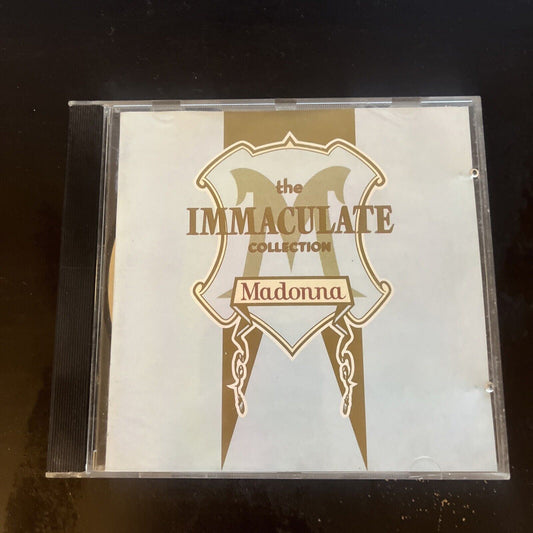 the
IMMACULATE
COLLECTION
Madonna